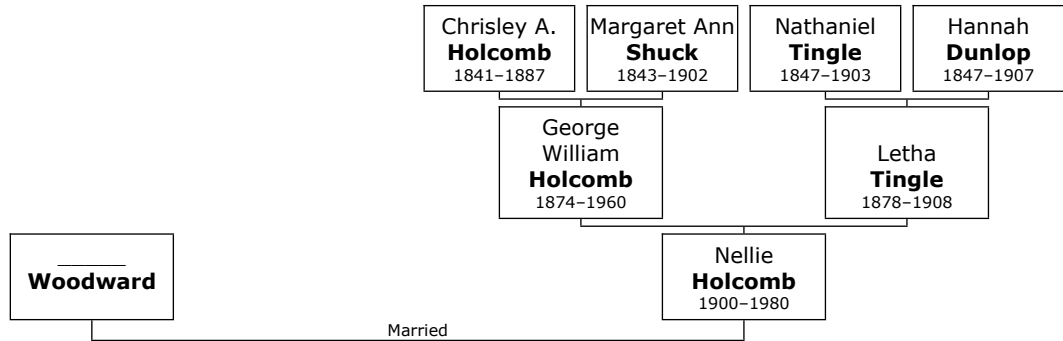 Chrisley A.
Holcomb
1841–1887
Margaret Ann
Shuck
1843–1902
Nathaniel
Tingle
1847–1903
Hannah
Dunlop
1847–1907
George
William
Holcomb
1874–1960
Letha
Tingle
1878–1908
______
Woodward
Nellie
Holcomb
1900–1980
Married